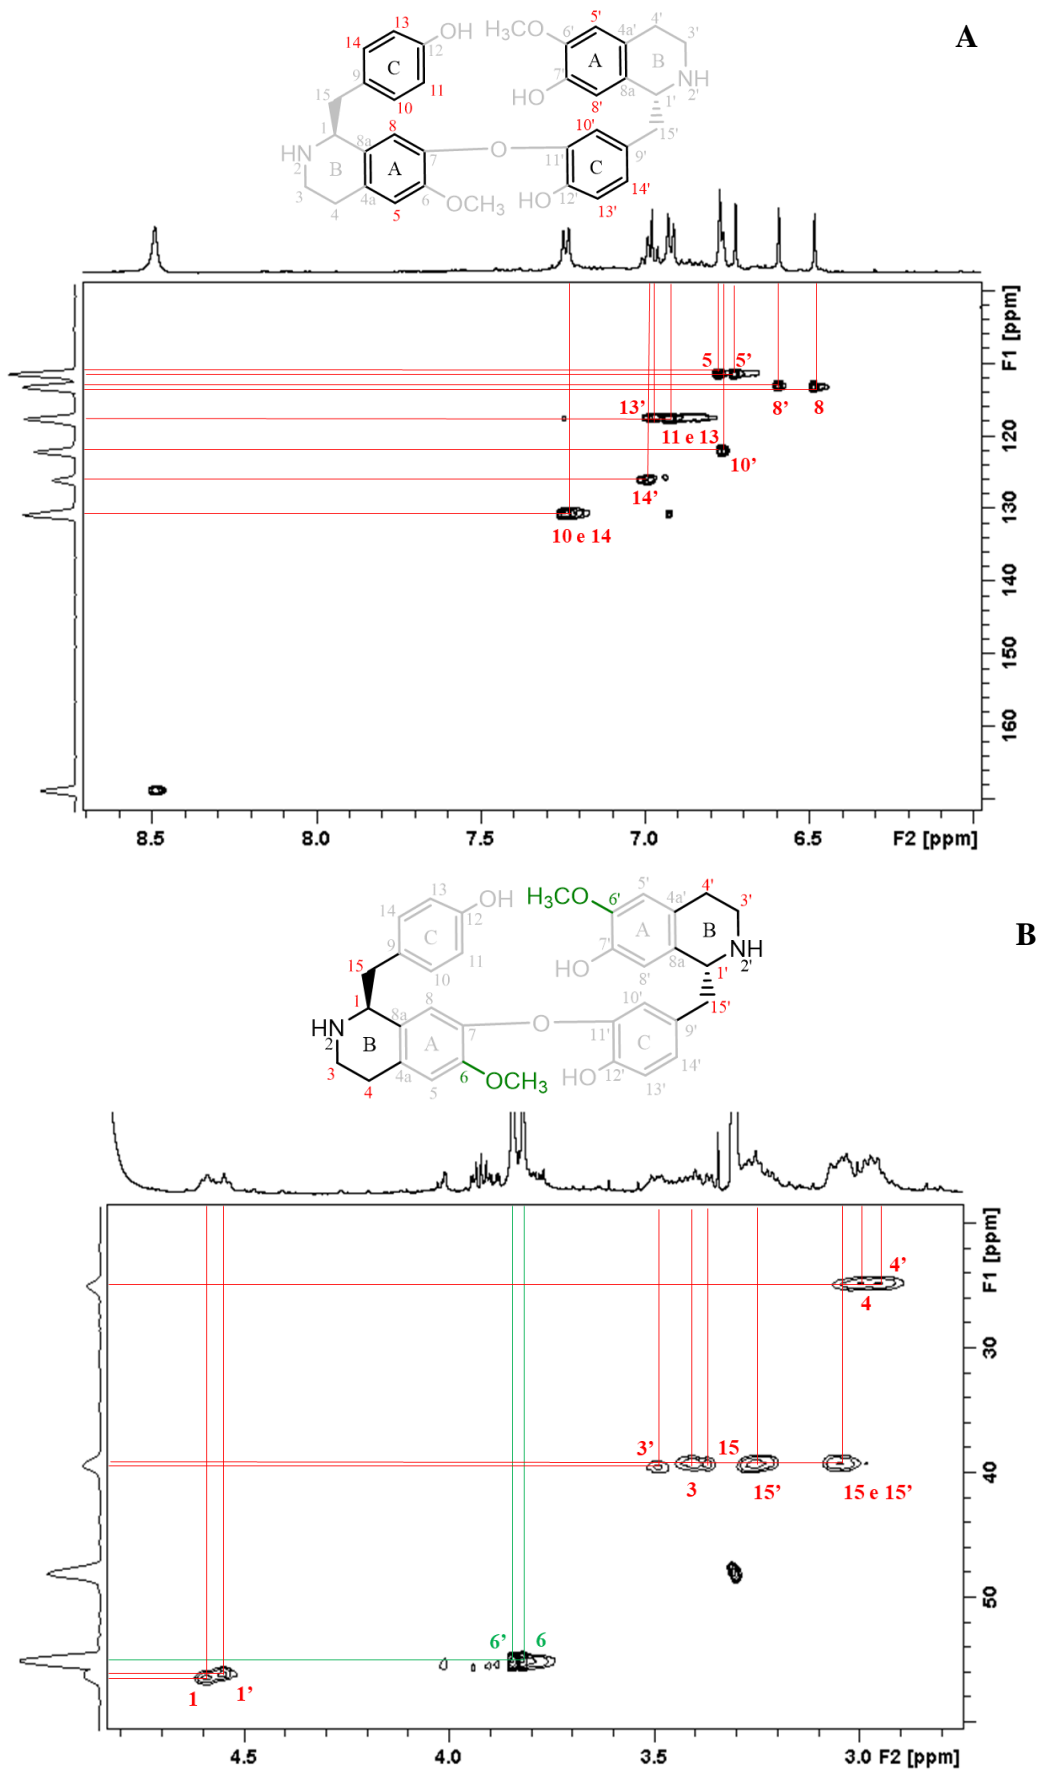 A
H₃CO
5'
4a'
4'
3'
6'
A
B
NH
2'
7'
HO
8'
8a
1'
15'
13
14
OH
12
C
9
11
10
15
1
8a
8
HN
2
B
A
7
O
3
4
4a
5
6
OCH₃
10'
11'
C
9'
HO
12'
14'
13'
5
5’
8’
8
13’
11 e 13
10’
14’
10 e 14
F1 [ppm]
120
130
140
150
160
8.5
8.0
7.5
7.0
6.5
F2 [ppm]
B
H₃CO
5'
4a'
4'
3'
6'
A
B
NH
2'
7'
HO
8'
8a
1'
15'
13
14
OH
12
C
9
11
10
15
1
8a
8
HN
2
B
A
7
O
3
4
4a
5
6
OCH₃
10'
11'
C
9'
HO
12'
14'
13'
4’
4
3’
15
3
15’
15 e 15’
6’
6
1
1’
F1 [ppm]
30
40
50
4.5
4.0
3.5
3.0
F2 [ppm]